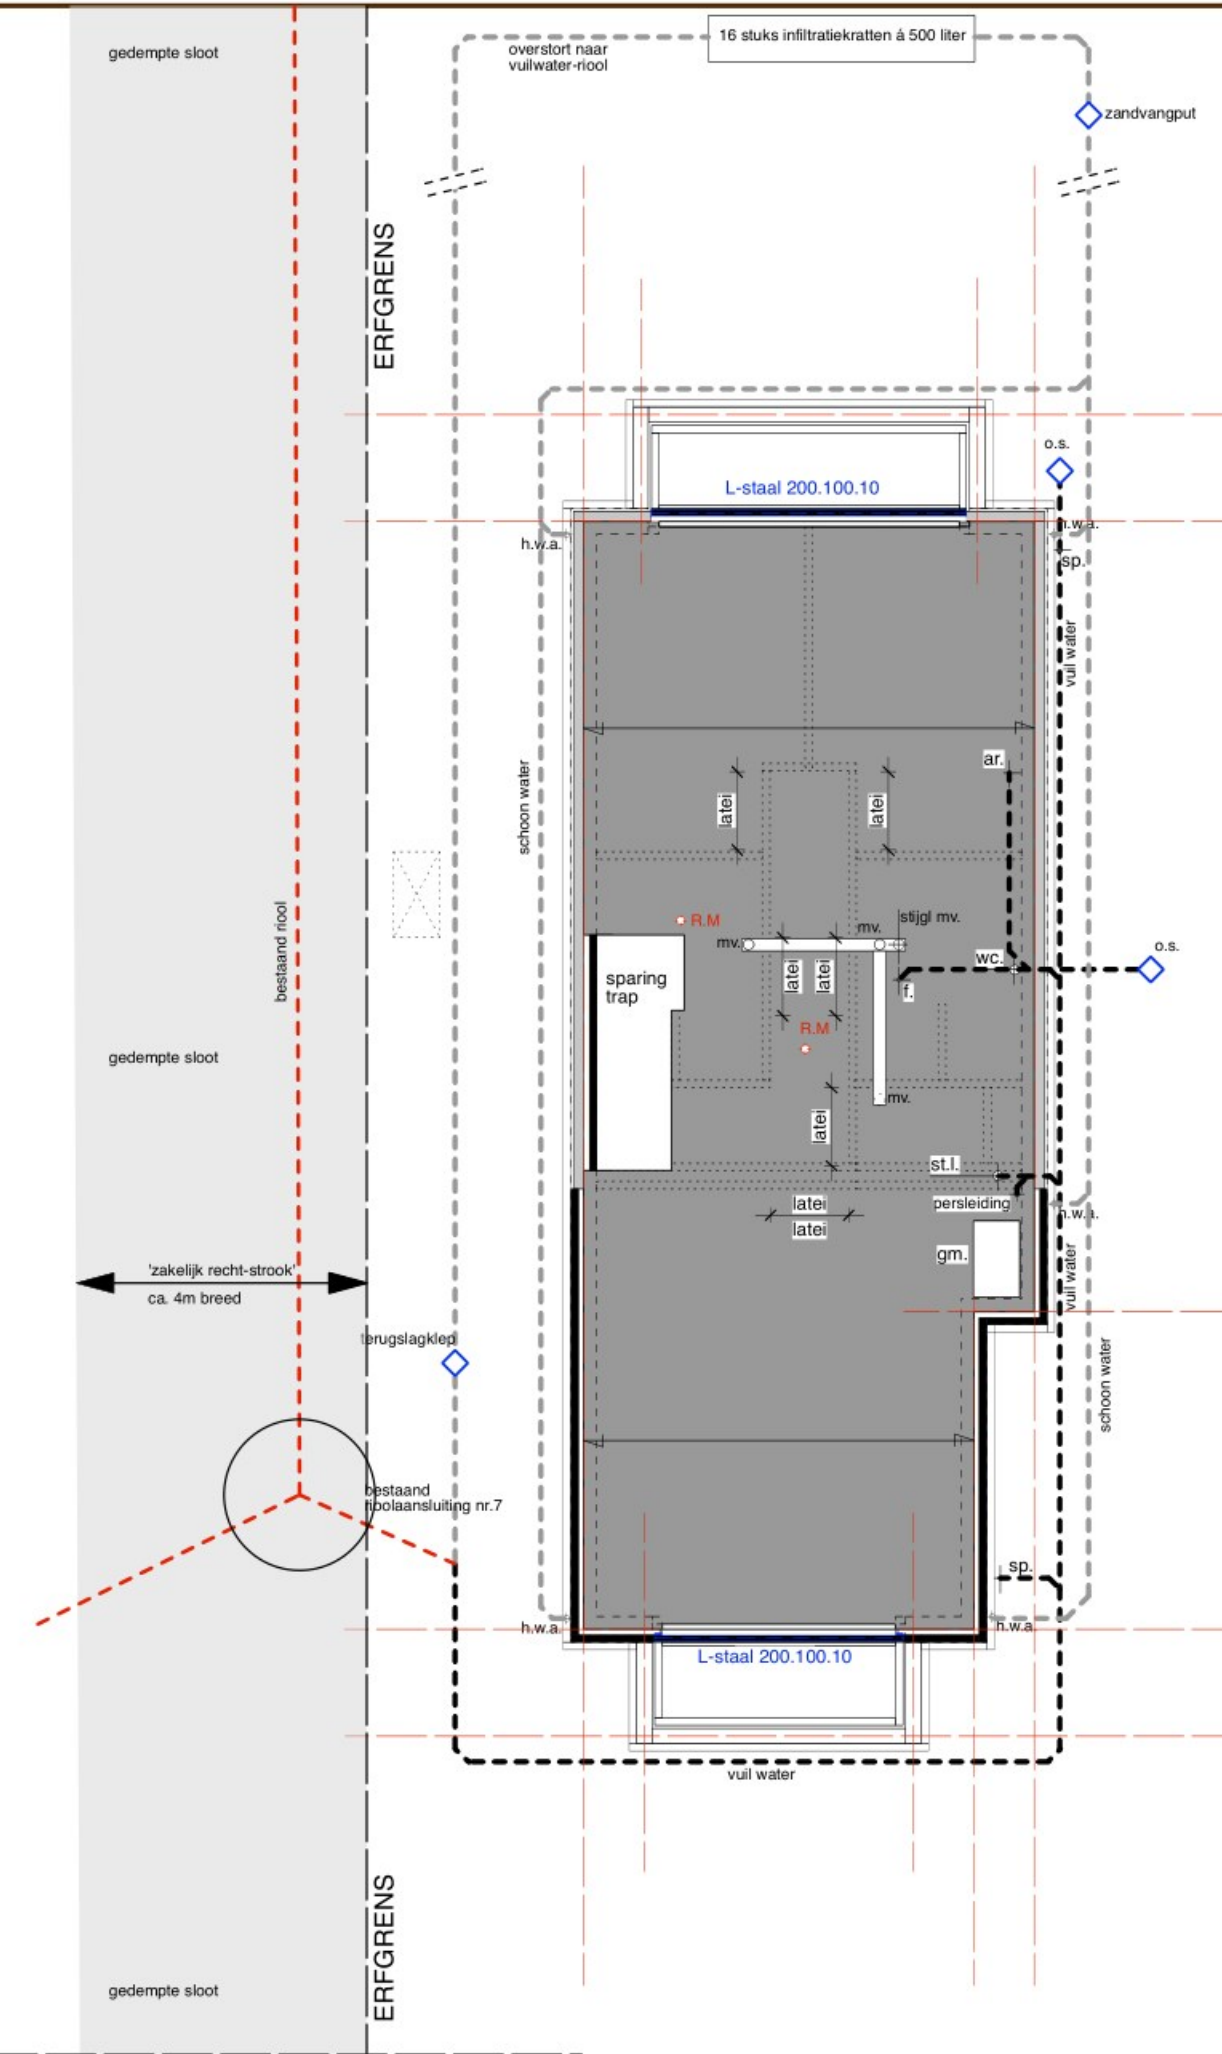 16 stuks infiltratiekratten á 500 liter
gedempte sloot
overstort naar
vuilwater-riool
zandvangput
ERFGRENS
o.s.
L-staal 200.100.10
h.w.a.
h.w.a.
sp.
vuil water
ar.
schoon water
latei
latei
bestaand riool
R.M
stijgl mv.
mv.
mv.
o.s.
wc.
sparing
trap
latei
latei
f.
R.M
gedempte sloot
mv.
latei
st.l.
persleiding
latei
latei
h.w.a.
gm.
vuil water
'zakelijk recht-strook'
ca. 4m breed
terugslagklep
schoon water
bestaand
rioolaansluiting nr.7
sp.
h.w.a.
h.w.a.
L-staal 200.100.10
vuil water
ERFGRENS
gedempte sloot